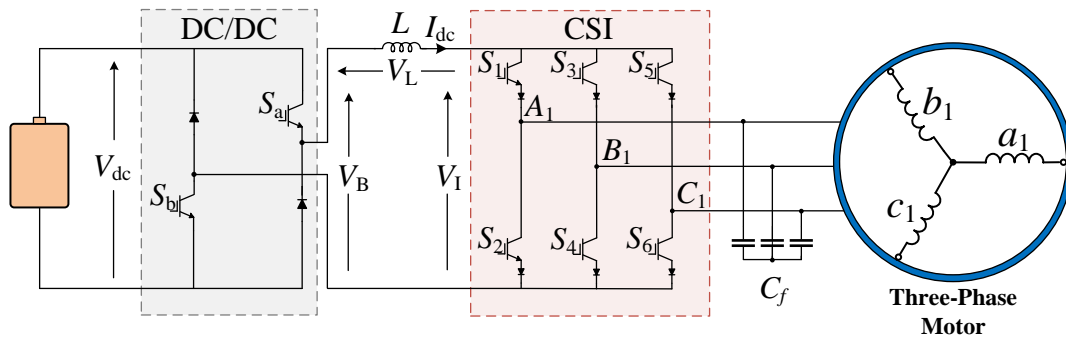 DC/DC
L
I_dc
CSI
S_a
V_L
S_1
S_3
S_5
A_1
b_1
a_1
V_dc
S_b
V_B
V_I
B_1
C_1
c_1
S_2
S_4
S_6
C_f
Three-Phase
Motor